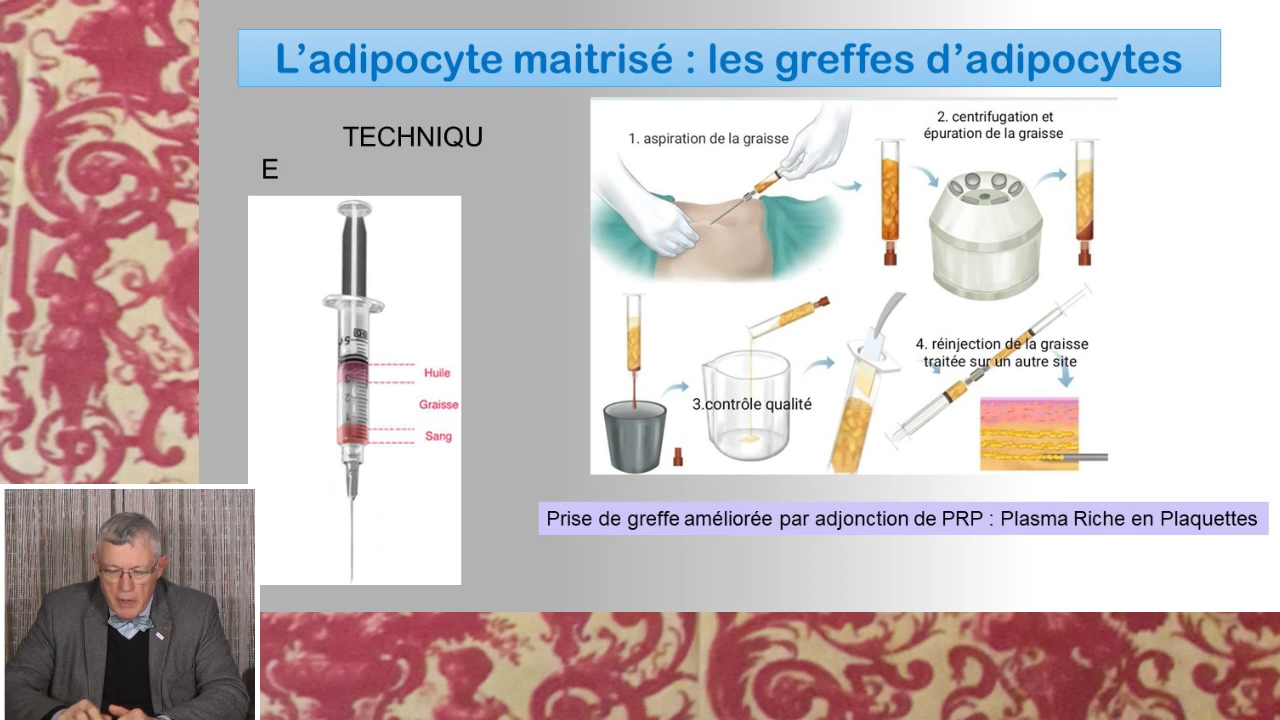 L’adipocyte maitrisé : les greffes d’adipocytes
TECHNIQU
E
Huile
Graisse
Sang
1. aspiration de la graisse
2. centrifugation et
épuration de la graisse
3.contrôle qualité
4. réinjection de la graisse
traitée sur un autre site
Prise de greffe améliorée par adjonction de PRP : Plasma Riche en Plaquettes